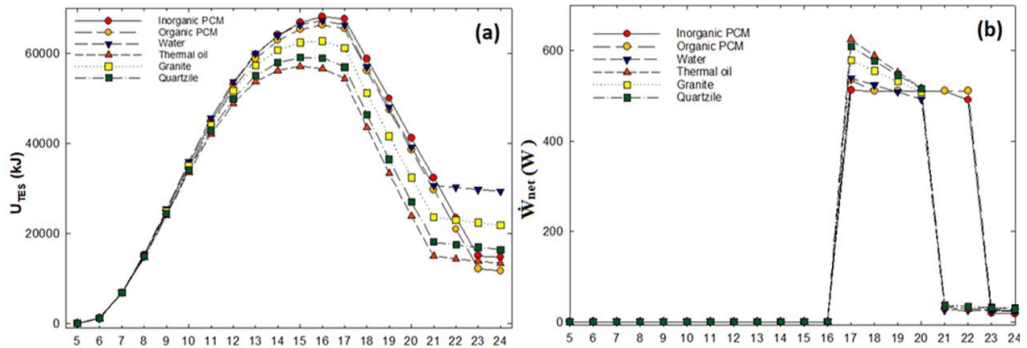 (a)
Inorganic PCM
Organic PCM
Water
Thermal oil
Granite
Quartzile
U_TES (kJ)
60000
40000
20000
0
5 6 7 8 9 10 11 12 13 14 15 16 17 18 19 20 21 22 23 24
(b)
Inorganic PCM
Organic PCM
Water
Thermal oil
Granite
Quartzile
Ẇnet (W)
600
400
200
0
5 6 7 8 9 10 11 12 13 14 15 16 17 18 19 20 21 22 23 24